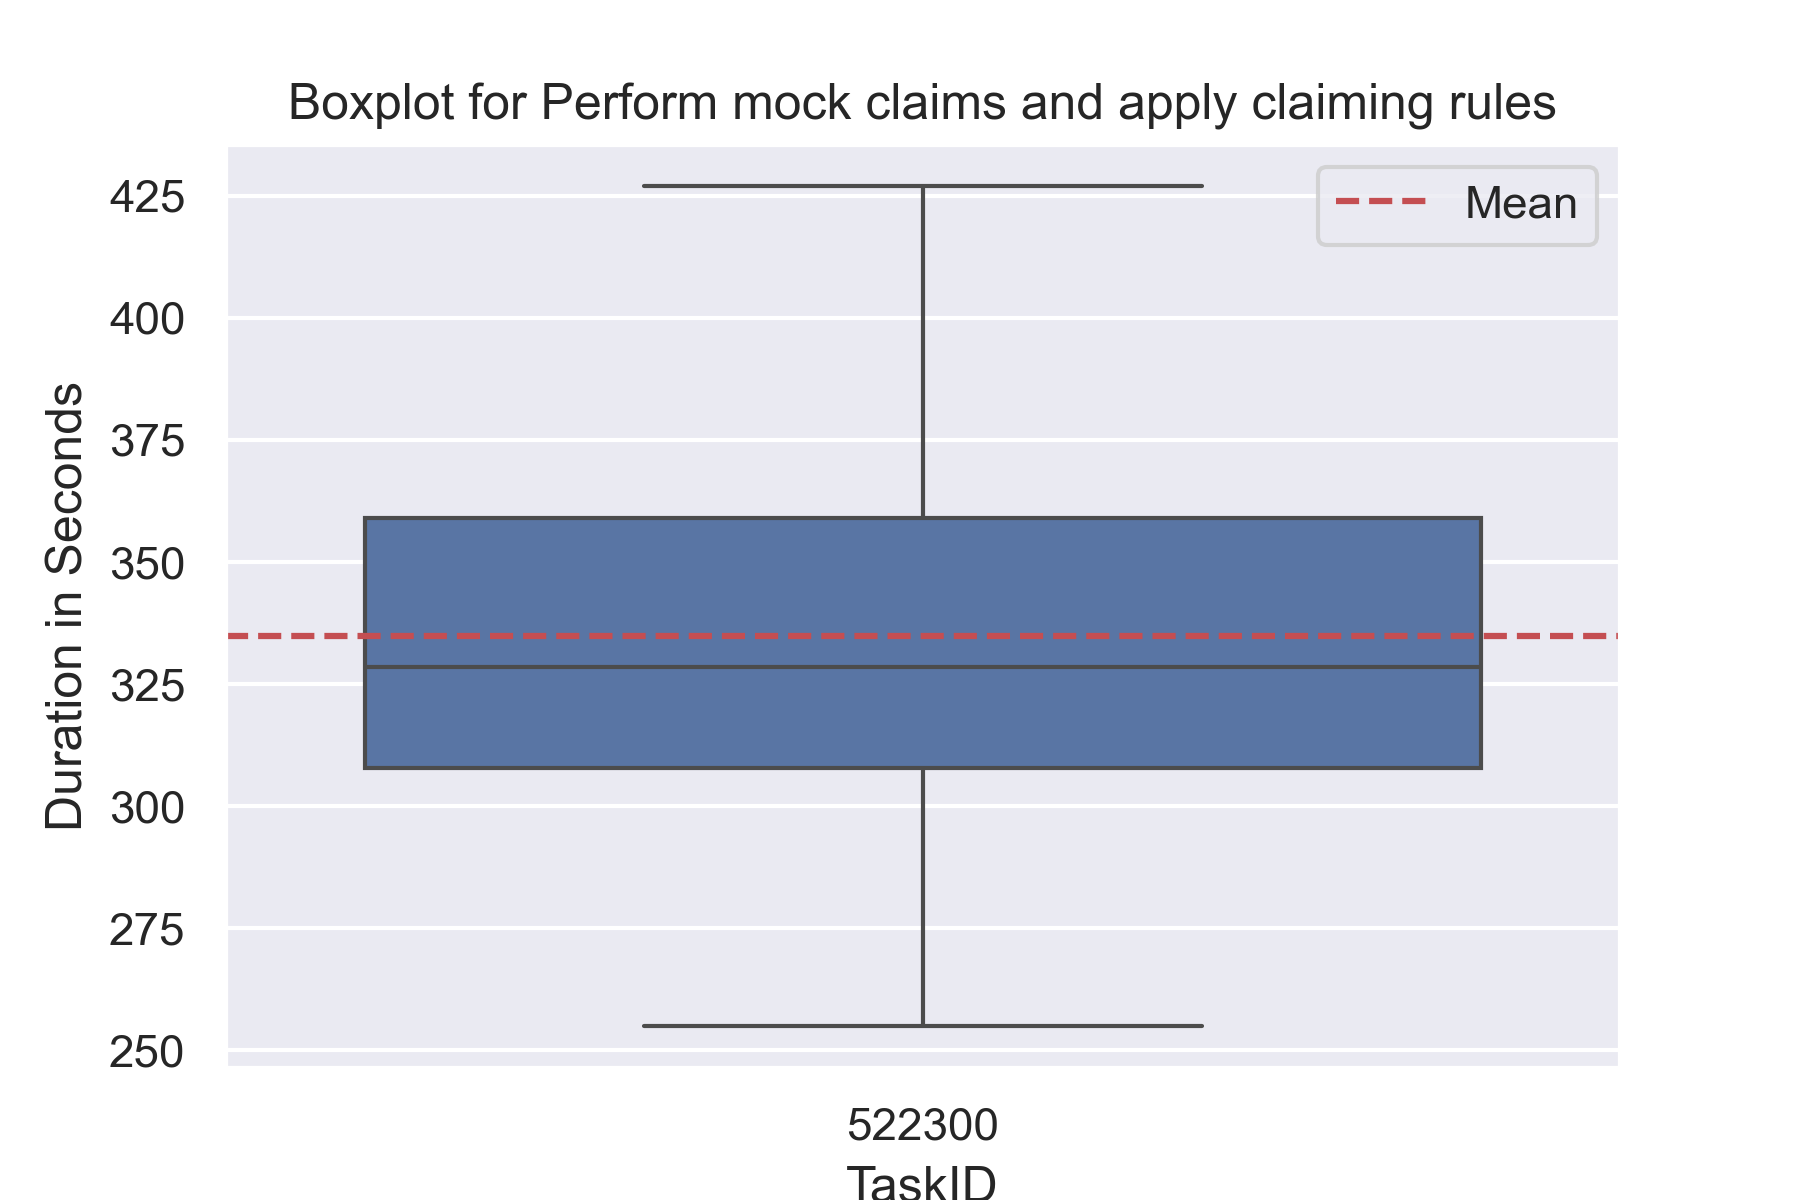 Boxplot for Perform mock claims and apply claiming rules
Mean
425
400
375
350
325
300
275
250
Duration in Seconds
522300
TaskID